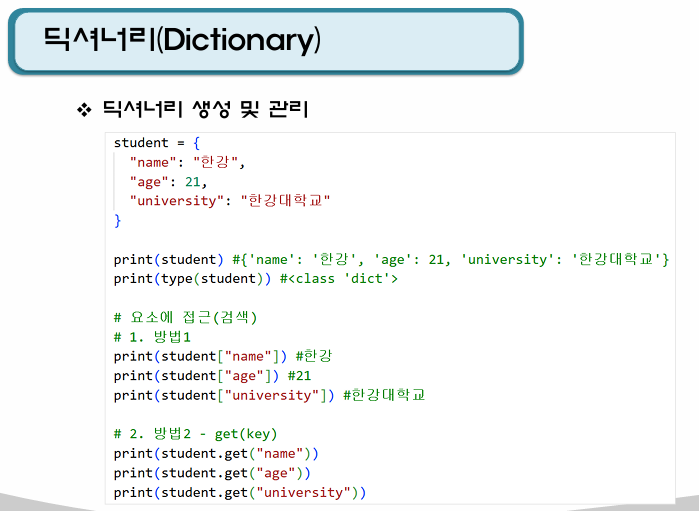 딕셔너리(Dictionary)
❖ 딕셔너리 생성 및 관리
student = {
  "name": "한강",
  "age": 21,
  "university": "한강대학교"
}
print(student) #{'name': '한강', 'age': 21, 'university': '한강대학교'}
print(type(student)) #<class 'dict'>
# 요소에 접근(검색)
# 1. 방법1
print(student["name"]) #한강
print(student["age"]) #21
print(student["university"]) #한강대학교
# 2. 방법2 - get(key)
print(student.get("name"))
print(student.get("age"))
print(student.get("university"))